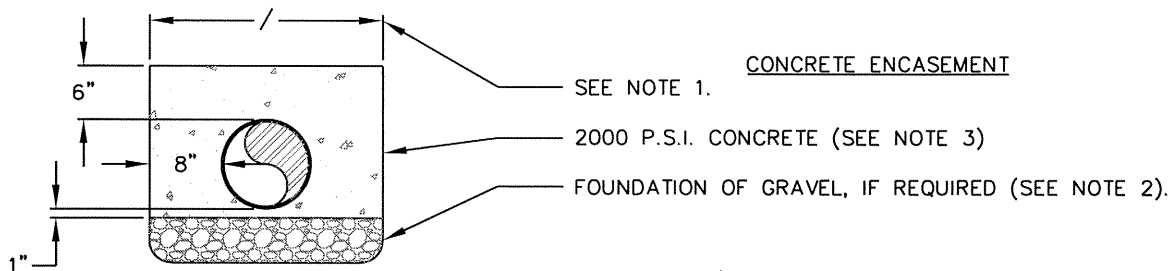 /
CONCRETE ENCASEMENT
6"
SEE NOTE 1.
2000 P.S.I. CONCRETE (SEE NOTE 3)
8"
FOUNDATION OF GRAVEL, IF REQUIRED (SEE NOTE 2).
1"